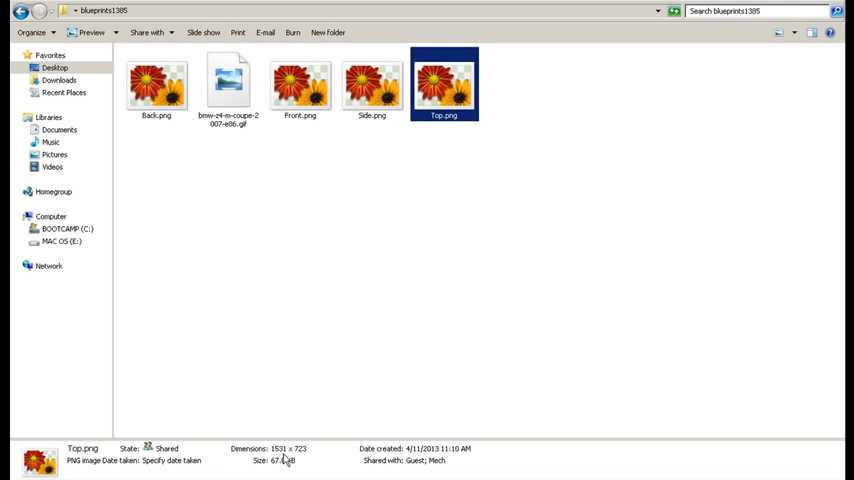 blueprints1385
Search blueprints1385
Organize Preview Share with Slide show Print E-mail Burn New folder
Favorites
Desktop
Downloads
Recent Places
Libraries
Documents
Music
Pictures
Videos
Homegroup
Computer
BOOTCAMP (C:)
MAC OS (E:)
Network
Back.png
bmw-z4-m-coupe-2
007-e86.gif
Front.png
Side.png
Top.png
Top.png State: Shared Dimensions: 1531 x 723 Date created: 4/11/2013 11:10 AM
PNG image Date taken: Specify date taken Size: Shared with: Guest; Mech